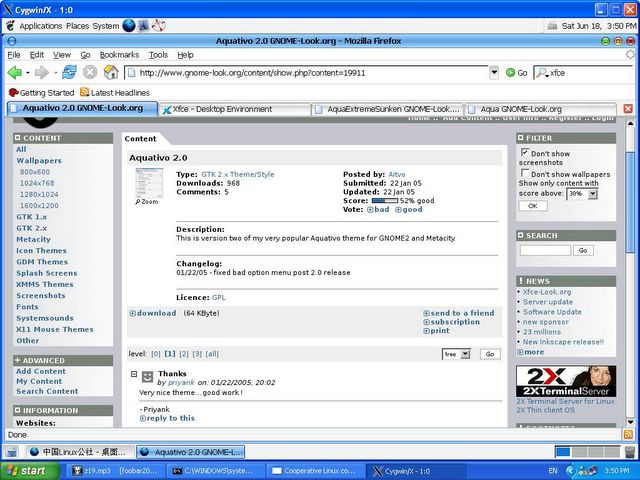 Cygwin/X - 1:0
Applications Places System
Sat Jun 18, 3:50 PM
Aquativo 2.0 GNOME-Look.org - Mozilla Firefox
File Edit View Go Bookmarks Tools Help
http://www.gnome-look.org/content/show.php?content=19911
Go
xfce
Getting Started Latest Headlines
Aquativo 2.0 GNOME-Look.org
Xfce - Desktop Environment
AquaExtremeSunken GNOME-Look....
Aqua GNOME-Look.org
CONTENT
All
Wallpapers
800x600
1024x768
1280x1024
1600x1200
GTK 1.x
GTK 2.x
Metacity
Icon Themes
GDM Themes
Splash Screens
XMMS Themes
Screenshots
Fonts
Systemsounds
X11 Mouse Themes
Other
ADVANCED
Add Content
My Content
Search Content
INFORMATION
Websites:
Content
Aquativo 2.0
Zoom
Type: GTK 2.x Theme/Style
Downloads: 968
Comments: 5
Posted by: Aitvo
Submitted: 22 Jan 05
Updated: 22 Jan 05
Score: 52% good
Vote: bad good
Description:
This is version two of my very popular Aquativo theme for GNOME2 and Metacity.
Changelog:
01/22/05 - fixed bad option menu post 2.0 release
Licence: GPL
download (64 KByte)
send to a friend
subscription
print
level: [0] [1] [2] [3] [all]
tree
Go
Thanks
by priyank on: 01/22/2005, 20:02
Very nice theme...good work !
- Priyank
reply to this
Home :: Add Content :: User Info :: Register :: Login
FILTER
Don't show
screenshots
Don't show wallpapers
Show only content with
score above: 30%
OK
SEARCH
Go
NEWS
Xfce-Look.org
Server update
Software Update
new sponsor
23 millions
New Inkscape release!!
more
2X
2XTerminalServer
2X Terminal Server for Linux
2X Thin client OS
Done
中国Linux公社 - 桌面...
Aquativo 2.0 GNOME-L...
start
z19.mp3 [foobar20...
C:\WINDOWS\syste...
Cooperative Linux co...
Cygwin/X - 1:0
EN
3:50 PM